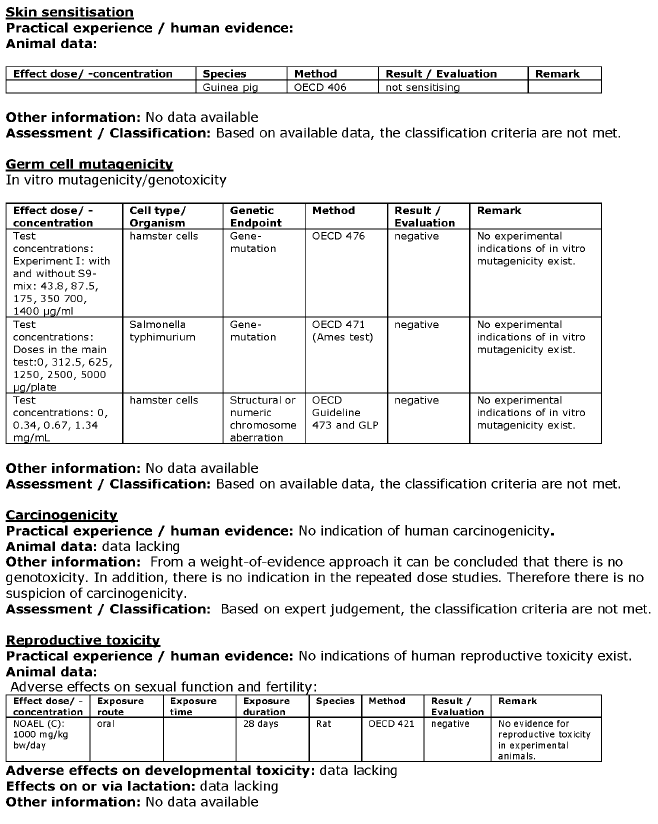 Skin sensitisation
Practical experience / human evidence:
Animal data:
Effect dose/ -concentration Species Method Result / Evaluation Remark
Guinea pig OECD 406 not sensitising
Other information: No data available
Assessment / Classification: Based on available data, the classification criteria are not met.
Germ cell mutagenicity
In vitro mutagenicity/genotoxicity
Effect dose/ - Cell type/ Genetic Method Result / Remark
concentration Organism Endpoint Evaluation
Test hamster cells Gene- OECD 476 negative No experimental
concentrations: mutation indications of in vitro
Experiment I: with mutagenicity exist.
and without S9-
mix: 43.8, 87.5,
175, 350 700,
1400 µg/ml
Test Salmonella Gene- OECD 471 negative No experimental
concentrations: typhimurium mutation (Ames test) indications of in vitro
Doses in the main mutagenicity exist.
test:0, 312.5, 625,
1250, 2500, 5000
µg/plate
Test hamster cells Structural or OECD negative No experimental
concentrations: 0, numeric Guideline indications of in vitro
0.34, 0.67, 1.34 chromosome 473 and GLP mutagenicity exist.
mg/mL aberration
Other information: No data available
Assessment / Classification: Based on available data, the classification criteria are not met.
Carcinogenicity
Practical experience / human evidence: No indication of human carcinogenicity.
Animal data: data lacking
Other information: From a weight-of-evidence approach it can be concluded that there is no
genotoxicity. In addition, there is no indication in the repeated dose studies. Therefore there is no
suspicion of carcinogenicity.
Assessment / Classification: Based on expert judgement, the classification criteria are not met.
Reproductive toxicity
Practical experience / human evidence: No indications of human reproductive toxicity exist.
Animal data:
Adverse effects on sexual function and fertility:
Effect dose/ - Exposure Exposure Exposure Species Method Result / Remark
concentration route time duration Evaluation
NOAEL (C): oral 28 days Rat OECD 421 negative No evidence for
1000 mg/kg reproductive toxicity
bw/day in experimental
animals.
Adverse effects on developmental toxicity: data lacking
Effects on or via lactation: data lacking
Other information: No data available